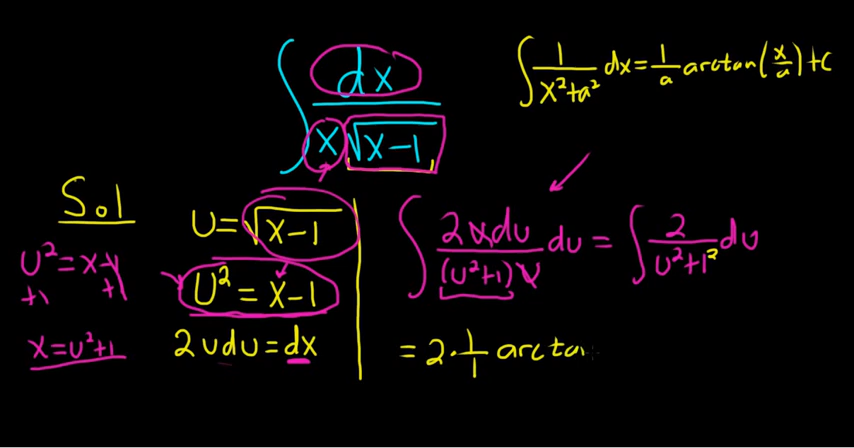 ∫ dx / (x√(x-1))
∫ 1/(x²+a²) dx = 1/a arctan(x/a) + c
Sol
u = √(x-1)
u² = x-1
+1 +1
x = u²+1
u² = x-1
2udu = dx
∫ 2udu/((u²+1)u) du = ∫ 2/(u²+1²) du
= 2·1/1 arctan